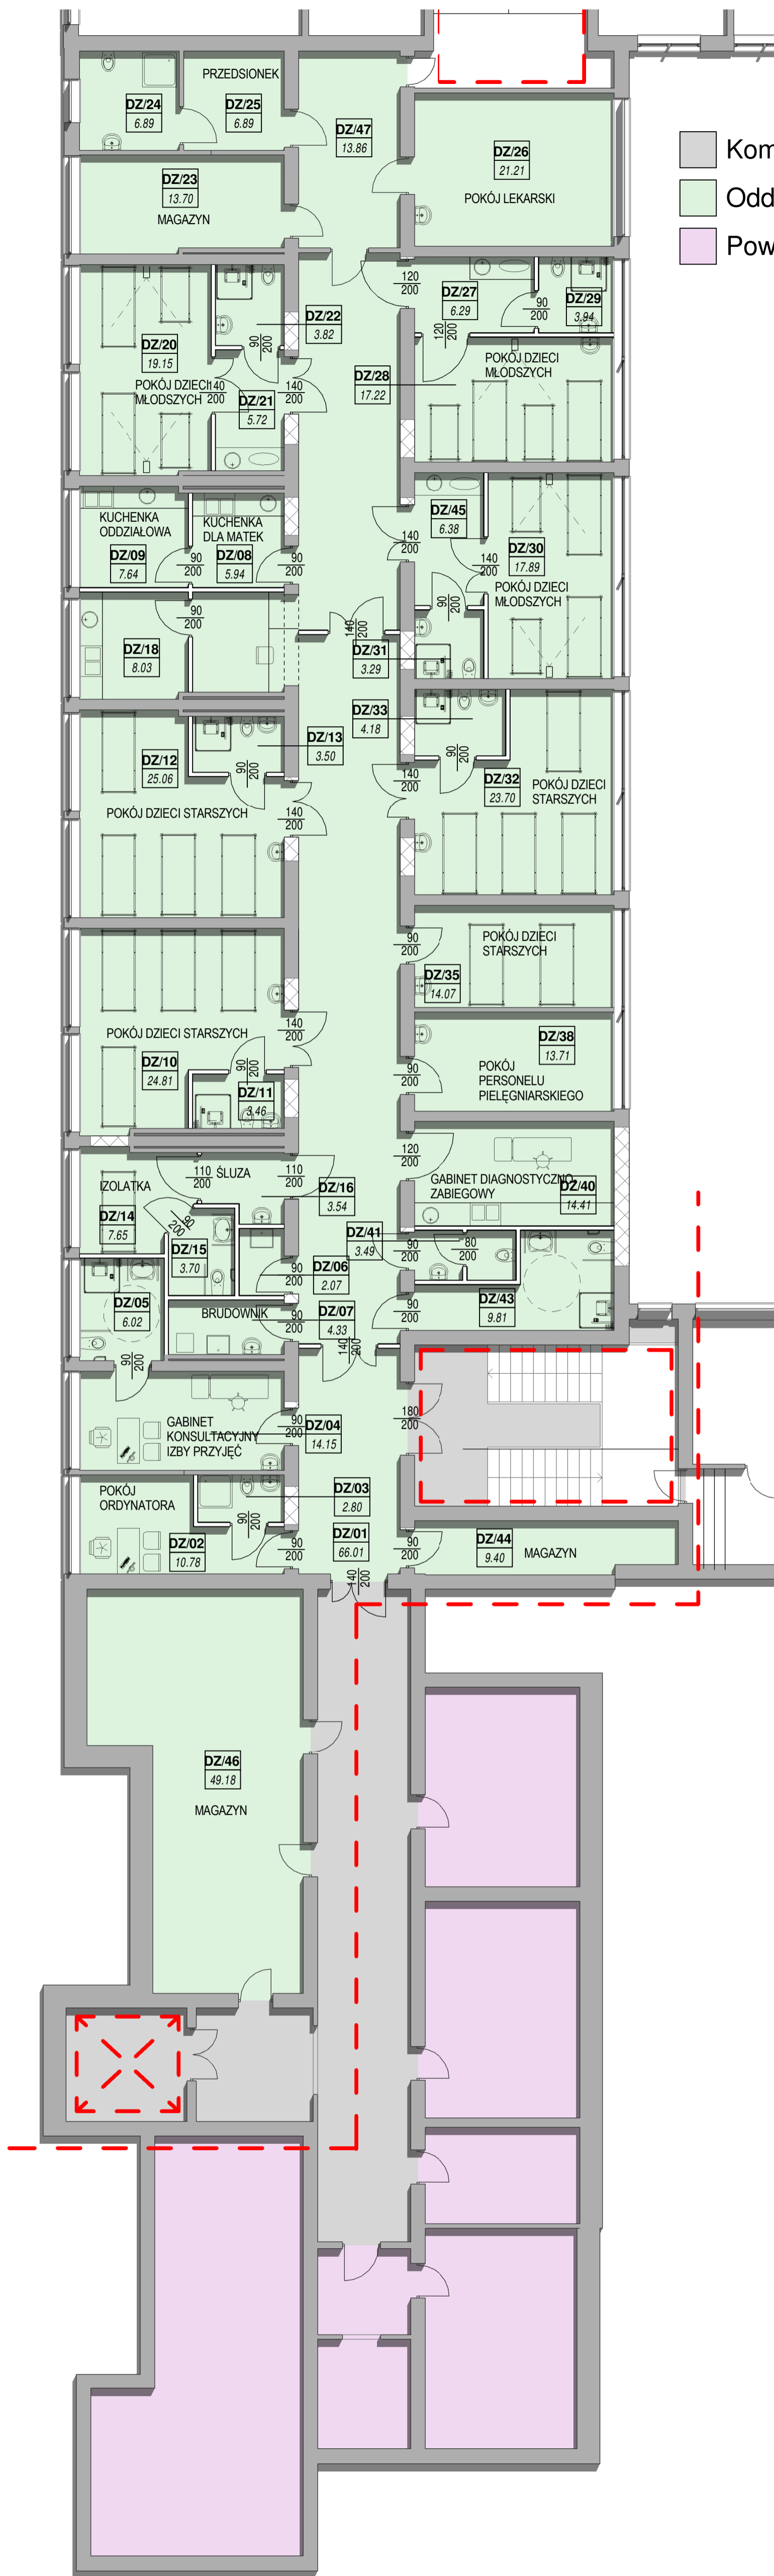 PRZEDSIONEK
DZ/24
6.89
DZ/25
6.89
DZ/47
13.86
DZ/26
21.21
POKÓJ LEKARSKI
Kom
Odd
Pow
DZ/23
13.70
MAGAZYN
120
200
DZ/27
6.29
90
200
DZ/29
3.94
DZ/22
3.82
120
200
90
200
DZ/20
19.15
POKÓJ DZIECI
MŁODSZYCH
140
200
DZ/21
5.72
140
200
DZ/28
17.22
POKÓJ DZIECI
MŁODSZYCH
KUCHENKA
ODDZIAŁOWA
DZ/09
7.64
90
200
KUCHENKA
DLA MATEK
DZ/08
5.94
90
200
DZ/45
6.38
140
200
140
200
DZ/30
17.89
POKÓJ DZIECI
MŁODSZYCH
90
200
90
200
DZ/18
8.03
140
200
DZ/31
3.29
DZ/33
4.18
DZ/13
3.50
DZ/12
25.06
90
200
POKÓJ DZIECI STARSZYCH
140
200
140
200
90
200
DZ/32
23.70
POKÓJ DZIECI
STARSZYCH
90
200
POKÓJ DZIECI
STARSZYCH
DZ/35
14.07
POKÓJ DZIECI STARSZYCH
140
200
DZ/10
24.81
90
200
DZ/11
3.46
DZ/38
13.71
90
200
POKÓJ
PERSONELU
PIELĘGNIARSKIEGO
120
200
GABINET DIAGNOSTYCZNO
ZABIEGOWY
DZ/40
14.41
110
200
ŚLUZA
110
200
DZ/16
3.54
IZOLATKA
DZ/14
7.65
90
200
DZ/15
3.70
DZ/41
3.49
90
200
80
200
90
200
DZ/06
2.07
DZ/05
6.02
BRUDOWNIK
90
200
DZ/07
4.33
90
200
DZ/43
9.81
140
200
90
200
GABINET
KONSULTACYJNY
IZBY PRZYJĘĆ
90
200
DZ/04
14.15
180
200
POKÓJ
ORDYNATORA
DZ/03
2.80
90
200
DZ/02
10.78
90
200
DZ/01
66.01
90
200
DZ/44
9.40
MAGAZYN
140
200
DZ/46
49.18
MAGAZYN